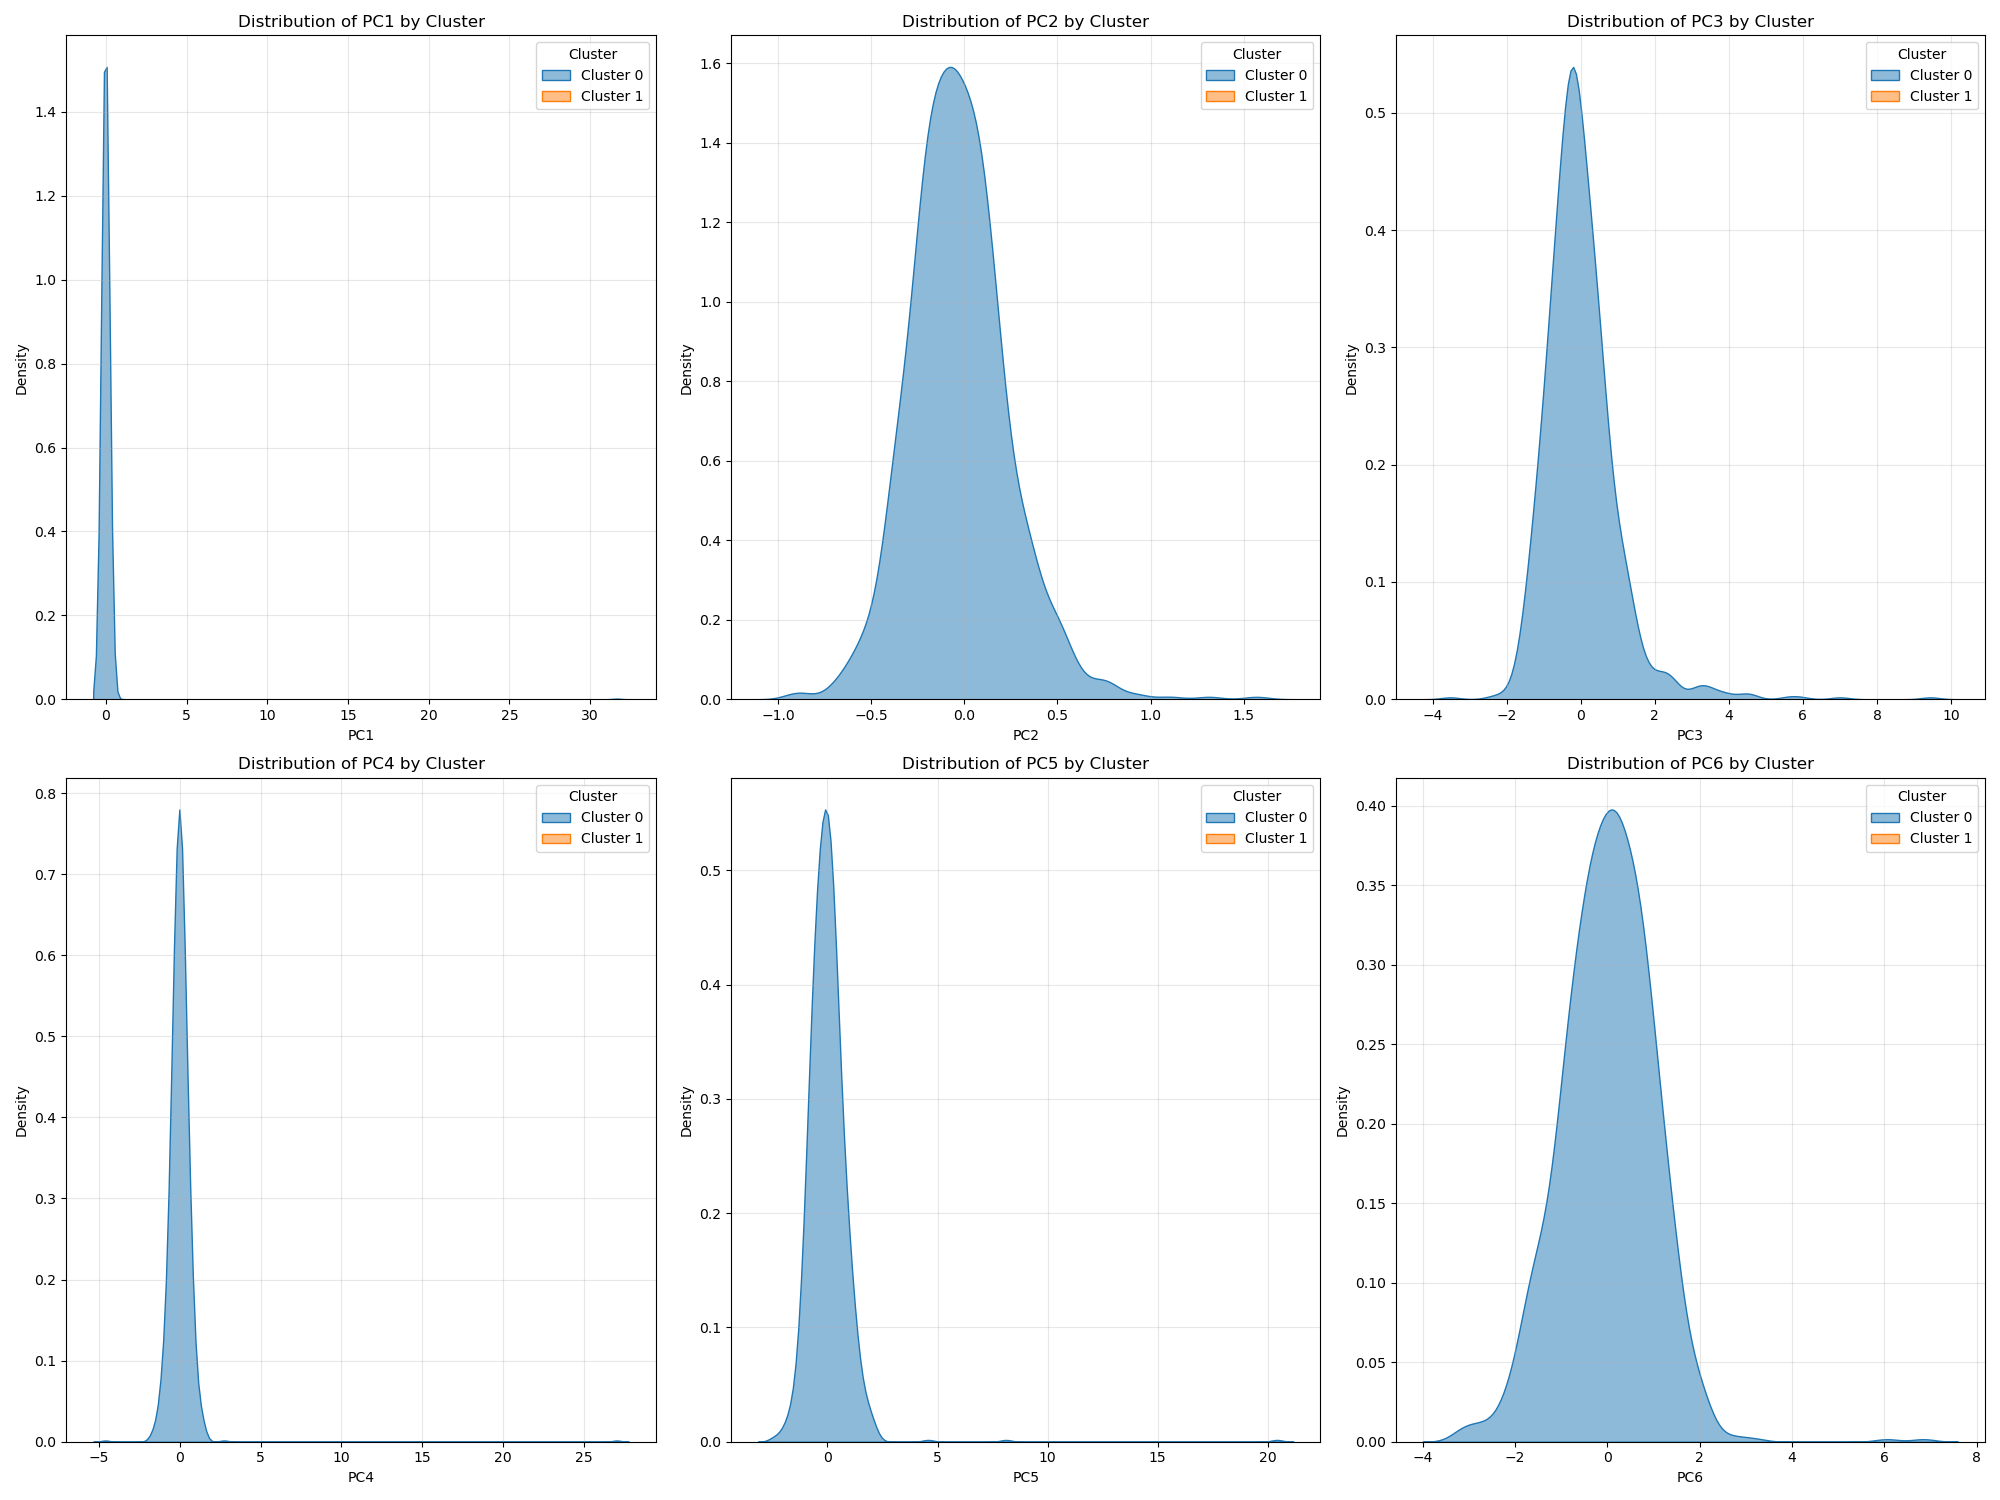 Distribution of PC1 by Cluster
Cluster
Cluster 0
Cluster 1
1.4
1.2
1.0
0.8
0.6
0.4
0.2
0.0
Density
0
5
10
15
20
25
30
PC1
Distribution of PC2 by Cluster
Cluster
Cluster 0
Cluster 1
1.6
1.4
1.2
1.0
0.8
0.6
0.4
0.2
0.0
Density
−1.0
−0.5
0.0
0.5
1.0
1.5
PC2
Distribution of PC3 by Cluster
Cluster
Cluster 0
Cluster 1
0.5
0.4
0.3
0.2
0.1
0.0
Density
−4
−2
0
2
4
6
8
10
PC3
Distribution of PC4 by Cluster
Cluster
Cluster 0
Cluster 1
0.8
0.7
0.6
0.5
0.4
0.3
0.2
0.1
0.0
Density
−5
0
5
10
15
20
25
PC4
Distribution of PC5 by Cluster
Cluster
Cluster 0
Cluster 1
0.5
0.4
0.3
0.2
0.1
0.0
Density
0
5
10
15
20
PC5
Distribution of PC6 by Cluster
Cluster
Cluster 0
Cluster 1
0.40
0.35
0.30
0.25
0.20
0.15
0.10
0.05
0.00
Density
−4
−2
0
2
4
6
8
PC6